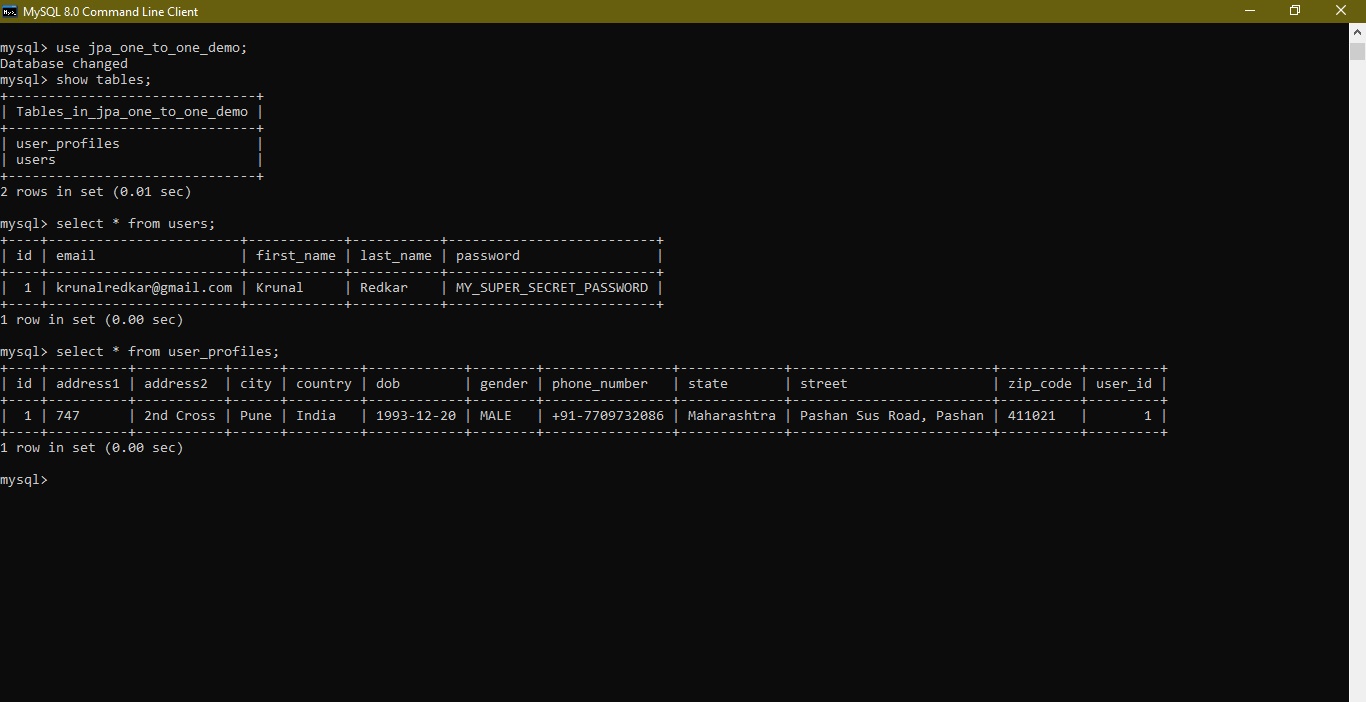 MySQL 8.0 Command Line Client
mysql> use jpa_one_to_one_demo;
Database changed
mysql> show tables;
+-------------------------------+
| Tables_in_jpa_one_to_one_demo |
+-------------------------------+
| user_profiles                 |
| users                         |
+-------------------------------+
2 rows in set (0.01 sec)
mysql> select * from users;
+----+------------------------+------------+-----------+--------------------------+
| id | email                  | first_name | last_name | password                 |
+----+------------------------+------------+-----------+--------------------------+
|  1 | krunalredkar@gmail.com | Krunal     | Redkar    | MY_SUPER_SECRET_PASSWORD |
+----+------------------------+------------+-----------+--------------------------+
1 row in set (0.00 sec)
mysql> select * from user_profiles;
+----+----------+-----------+------+---------+------------+--------+----------------+-------------+--------------------------+----------+---------+
| id | address1 | address2  | city | country | dob        | gender | phone_number   | state       | street                   | zip_code | user_id |
+----+----------+-----------+------+---------+------------+--------+----------------+-------------+--------------------------+----------+---------+
|  1 | 747      | 2nd Cross | Pune | India   | 1993-12-20 | MALE   | +91-7709732086 | Maharashtra | Pashan Sus Road, Pashan | 411021   |       1 |
+----+----------+-----------+------+---------+------------+--------+----------------+-------------+--------------------------+----------+---------+
1 row in set (0.00 sec)
mysql>